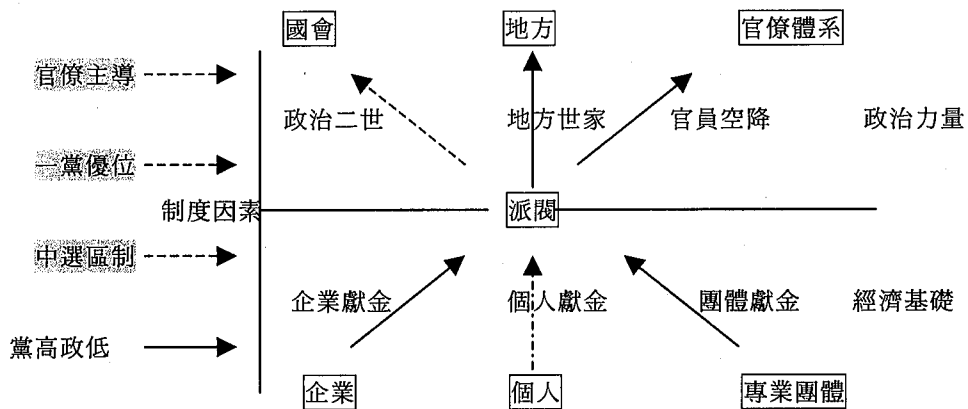 國會 地方 官僚體系
官僚主導
政治二世 地方世家 官員空降 政治力量
一黨優位
制度因素 派閥
中選區制
企業獻金 個人獻金 團體獻金 經濟基礎
黨高政低
企業 個人 專業團體